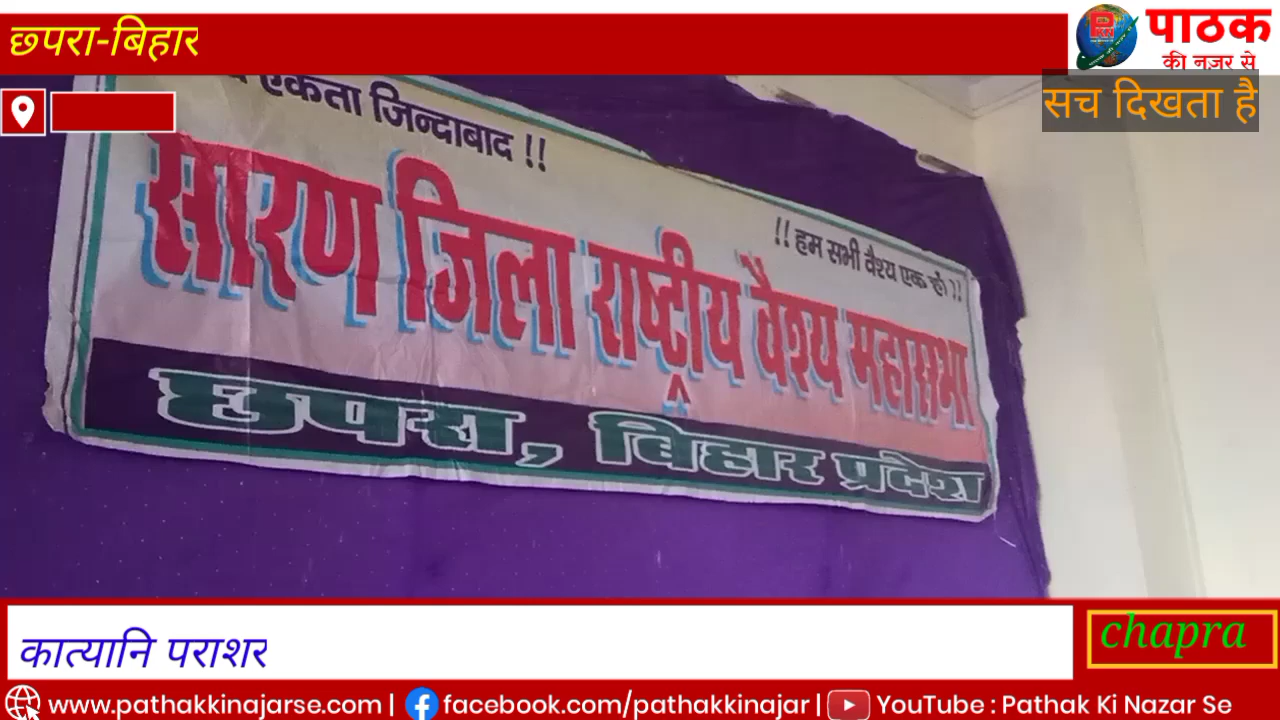 छपरा-बिहार
पाठक
की नज़र से
सच दिखता है
एकता जिन्दाबाद !!
!! हम सभी वैश्य एक हों !!
सारण जिला राष्ट्रीय वैश्य महासभा
छपरा, बिहार प्रदेश
कात्यानि पराशर
chapra
www.pathakkinajarse.com | facebook.com/pathakkinajar | YouTube : Pathak Ki Nazar Se